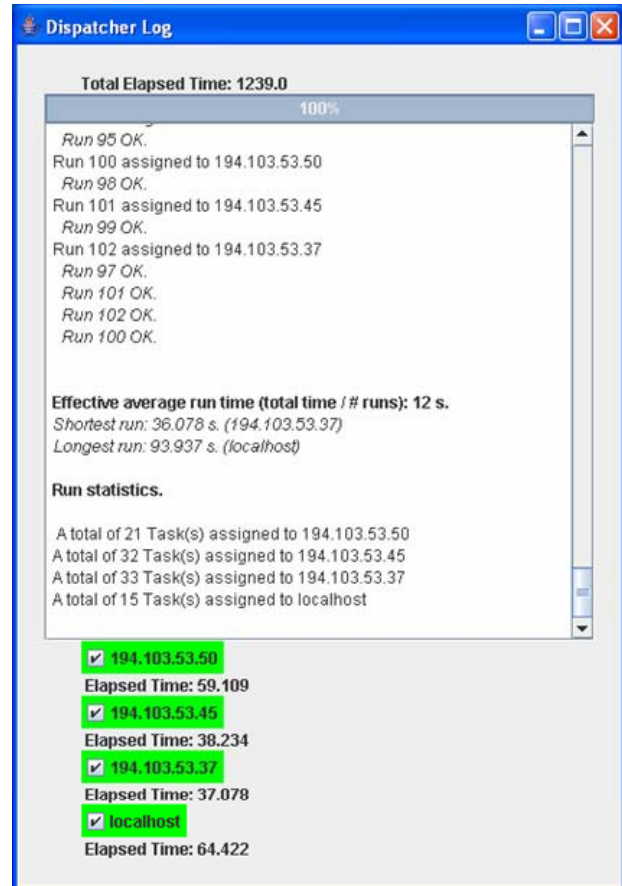 Dispatcher Log
Total Elapsed Time: 1239.0
100%
Run 95 OK.
Run 100 assigned to 194.103.53.50
Run 98 OK.
Run 101 assigned to 194.103.53.45
Run 99 OK.
Run 102 assigned to 194.103.53.37
Run 97 OK.
Run 101 OK.
Run 102 OK.
Run 100 OK.
Effective average run time (total time / # runs): 12 s.
Shortest run: 36.078 s. (194.103.53.37)
Longest run: 93.937 s. (localhost)
Run statistics.
A total of 21 Task(s) assigned to 194.103.53.50
A total of 32 Task(s) assigned to 194.103.53.45
A total of 33 Task(s) assigned to 194.103.53.37
A total of 15 Task(s) assigned to localhost
194.103.53.50
Elapsed Time: 59.109
194.103.53.45
Elapsed Time: 38.234
194.103.53.37
Elapsed Time: 37.078
localhost
Elapsed Time: 64.422